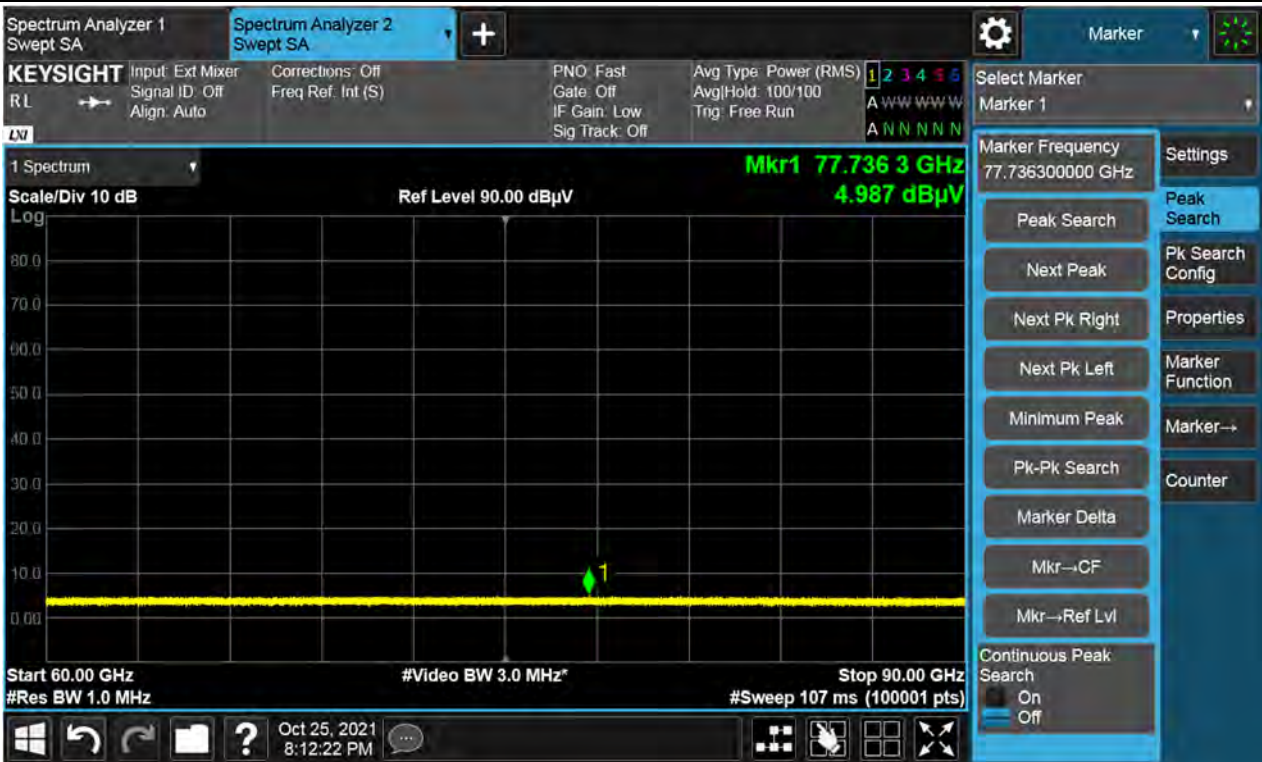 Spectrum Analyzer 1
Swept SA
Spectrum Analyzer 2
Swept SA
+
Marker
KEYSIGHT
RL
LXI
Input: Ext Mixer
Signal ID: Off
Align: Auto
Corrections: Off
Freq Ref: Int (S)
PNO: Fast
Gate: Off
IF Gain: Low
Sig Track: Off
Avg Type: Power (RMS)
Avg|Hold: 100/100
Trig: Free Run
1 2 3 4 5 6
A W W W W W
A N N N N N
Select Marker
Marker 1
1 Spectrum
Scale/Div 10 dB
Log
Ref Level 90.00 dBµV
Mkr1 77.736 3 GHz
4.987 dBµV
80.0
70.0
60.0
50.0
40.0
30.0
20.0
10.0
0.00
1
Start 60.00 GHz
#Res BW 1.0 MHz
#Video BW 3.0 MHz*
Stop 90.00 GHz
#Sweep 107 ms (100001 pts)
Marker Frequency
77.736300000 GHz
Peak Search
Next Peak
Next Pk Right
Next Pk Left
Minimum Peak
Pk-Pk Search
Marker Delta
Mkr→CF
Mkr→Ref Lvl
Continuous Peak
Search
On
Off
Settings
Peak
Search
Pk Search
Config
Properties
Marker
Function
Marker→
Counter
?
Oct 25, 2021
8:12:22 PM